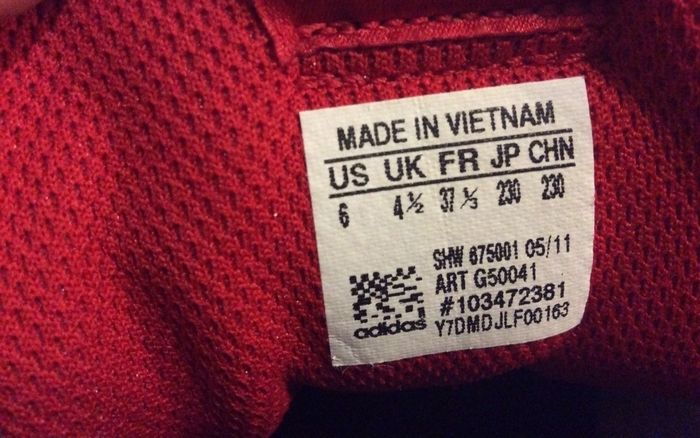 MADE IN VIETNAM
US UK FR JP CHN
6 4½ 37⅓ 230 230
SHW 675001 05/11
ART G50041
#103472381
Y7DMDJLF00163
adidas